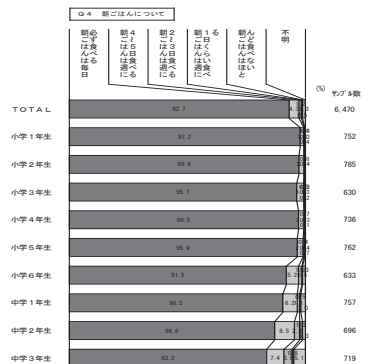 Q4 朝ごはんについて
朝ごはんは毎日必ず食べる
朝ごはんは週に4～5日食べる
朝ごはんは週に2～3日食べる
朝ごはんは週に1日くらい食べる
朝ごはんはほとんど食べない
不明
(%) サンプル数
TOTAL 92.7 4.3 6,470
小学1年生 97.2 752
小学2年生 96.8 785
小学3年生 95.7 630
小学4年生 96.5 736
小学5年生 95.9 762
小学6年生 91.5 5.2 633
中学1年生 90.2 6.2 757
中学2年生 86.6 8.5 696
中学3年生 83.2 7.4 719